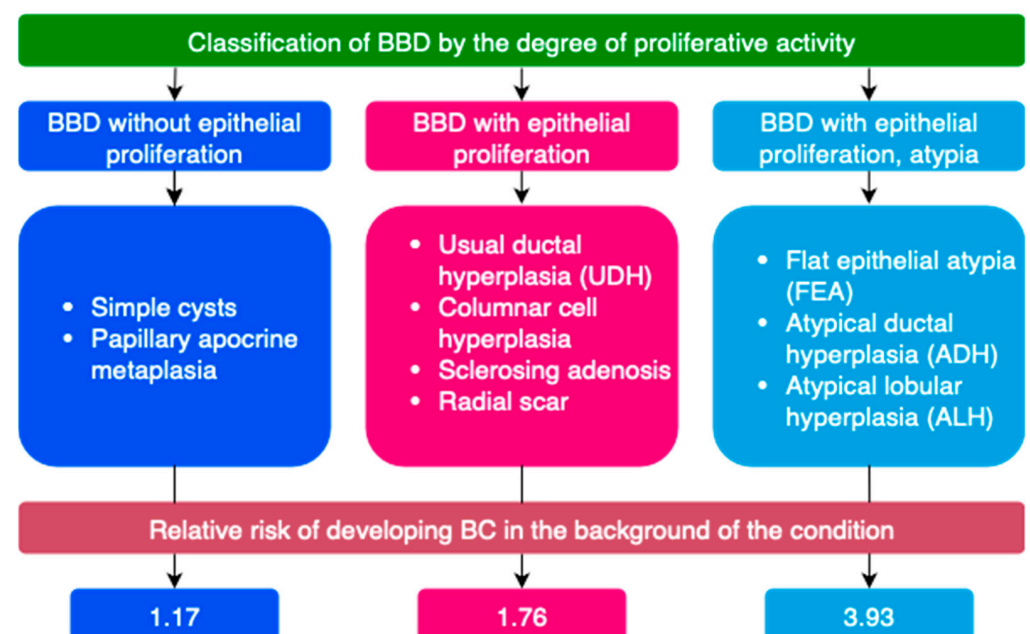 Classification of BBD by the degree of proliferative activity
BBD without epithelial
proliferation
BBD with epithelial
proliferation
BBD with epithelial
proliferation, atypia
• Simple cysts
• Papillary apocrine
metaplasia
• Usual ductal
hyperplasia (UDH)
• Columnar cell
hyperplasia
• Sclerosing adenosis
• Radial scar
• Flat epithelial atypia
(FEA)
• Atypical ductal
hyperplasia (ADH)
• Atypical lobular
hyperplasia (ALH)
Relative risk of developing BC in the background of the condition
1.17
1.76
3.93